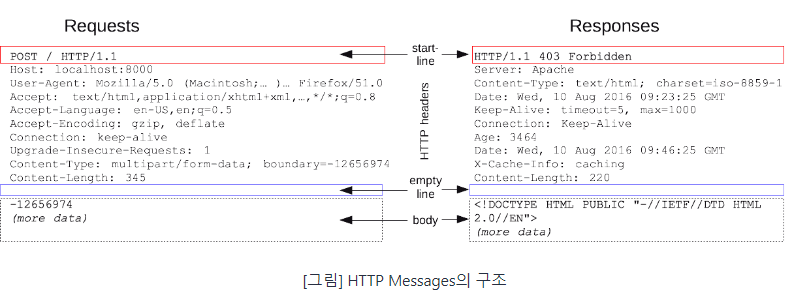 Requests
Responses
start-line
HTTP headers
empty line
body
POST / HTTP/1.1
Host: localhost:8000
User-Agent: Mozilla/5.0 (Macintosh;… )… Firefox/51.0
Accept: text/html,application/xhtml+xml,…,*/*;q=0.8
Accept-Language: en-US,en;q=0.5
Accept-Encoding: gzip, deflate
Connection: keep-alive
Upgrade-Insecure-Requests: 1
Content-Type: multipart/form-data; boundary=-12656974
Content-Length: 345
-12656974
(more data)
HTTP/1.1 403 Forbidden
Server: Apache
Content-Type: text/html; charset=iso-8859-1
Date: Wed, 10 Aug 2016 09:23:25 GMT
Keep-Alive: timeout=5, max=1000
Connection: Keep-Alive
Age: 3464
Date: Wed, 10 Aug 2016 09:46:25 GMT
X-Cache-Info: caching
Content-Length: 220
<!DOCTYPE HTML PUBLIC "-//IETF//DTD HTML
2.0//EN">
(more data)
[그림] HTTP Messages의 구조